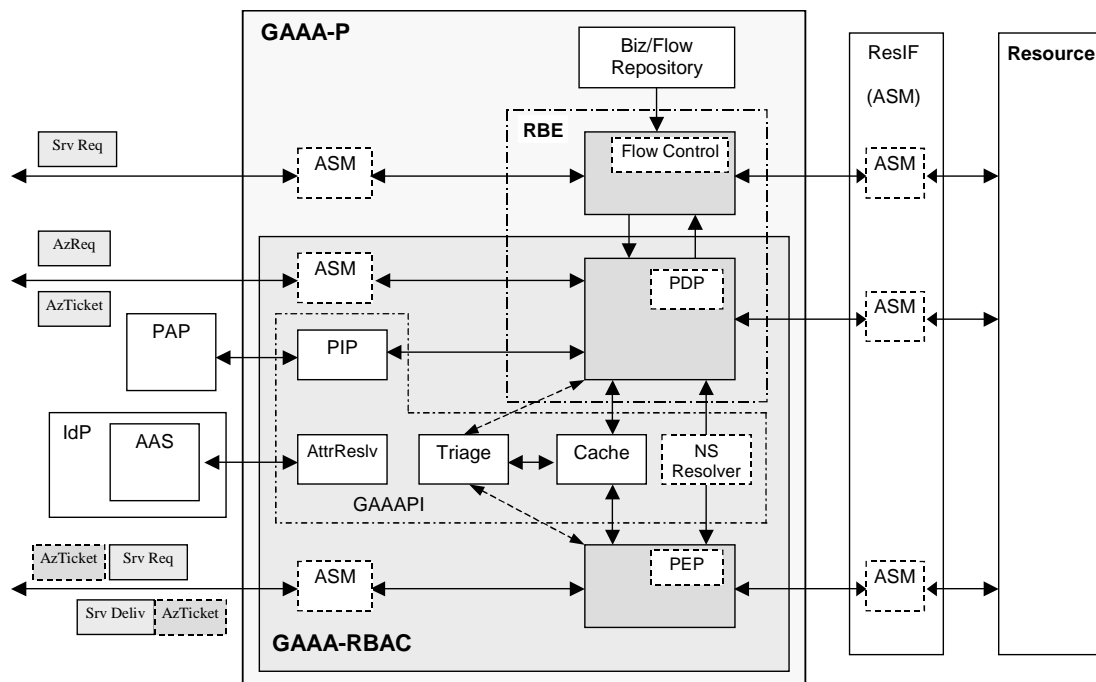 GAAA-P
Biz/Flow
Repository
ResIF
(ASM)
Resource
RBE
Flow Control
Srv Req
ASM
ASM
AzReq
ASM
PDP
ASM
AzTicket
PAP
PIP
IdP
AAS
AttrReslv
Triage
Cache
NS
Resolver
GAAAPI
AzTicket
Srv Req
ASM
PEP
ASM
Srv Deliv
AzTicket
GAAA-RBAC